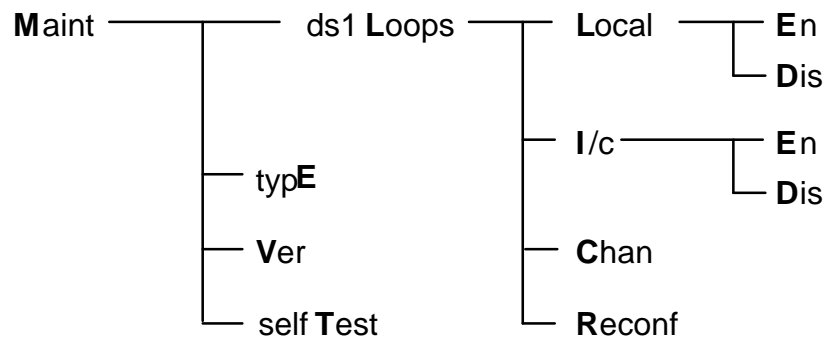 Maint ds1 Loops Local En
Dis
I/c En
typE Dis
Ver Chan
self Test Reconf